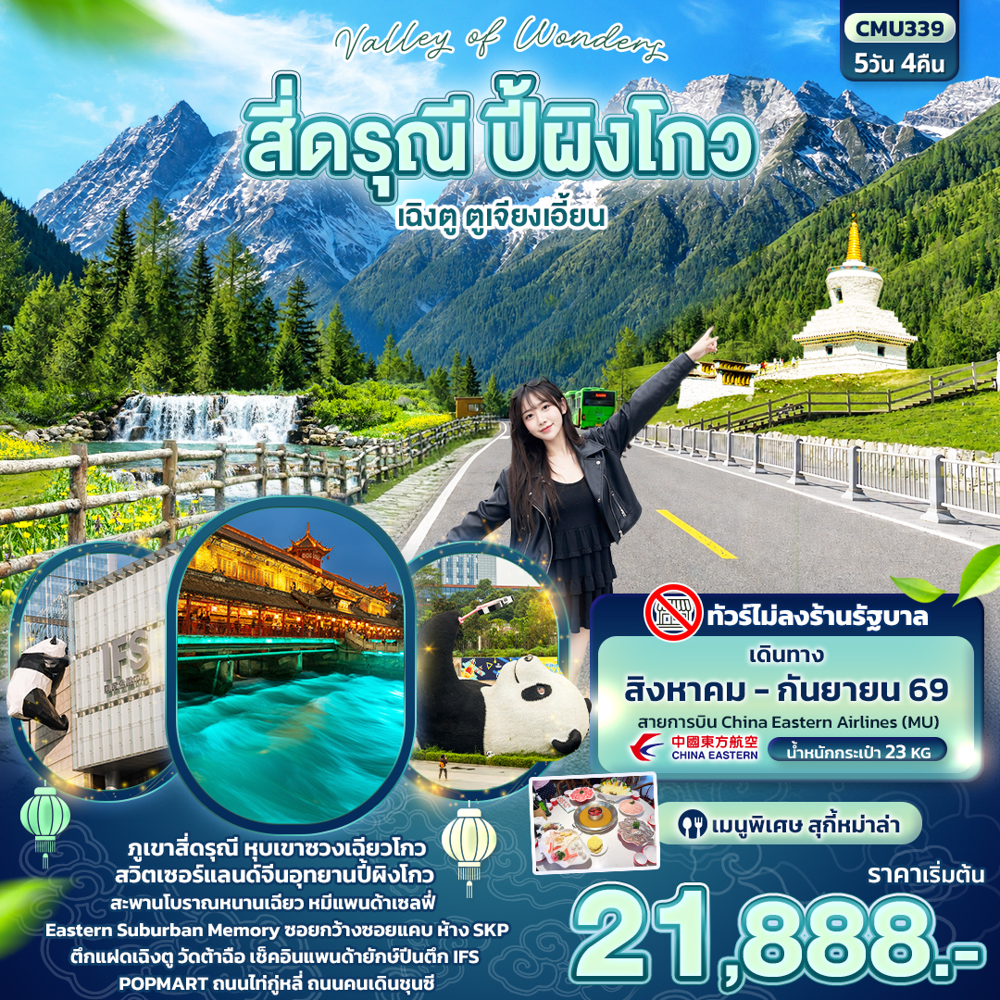 Valley of Wonders
CMU339
5วัน 4คืน
สี่ดรุณี ปี้ผิงโกว
เฉิงตู ตูเจียงเอี้ยน
IFS
ทัวร์ไม่ลงร้านรัฐบาล
เดินทาง
สิงหาคม - กันยายน 69
สายการบิน China Eastern Airlines (MU)
中國東方航空
CHINA EASTERN
น้ำหนักกระเป๋า 23 KG
เมนูพิเศษ สุกี้หม่าล่า
ภูเขาสี่ดรุณี หุบเขาซวงเฉียวโกว
สวิตเซอร์แลนด์จีนอุทยานปี้ผิงโกว
สะพานโบราณหนานเฉียว หมีแพนด้าเซลฟี่
Eastern Suburban Memory ซอยกว้างซอยแคบ ห้าง SKP
ตึกแฝดเฉิงตู วัดต้าฉือ เช็คอินแพนด้ายักษ์ปีนตึก IFS
POPMART ถนนไท่กู่หลี่ ถนนคนเดินชุนซี
ราคาเริ่มต้น
21,888.-